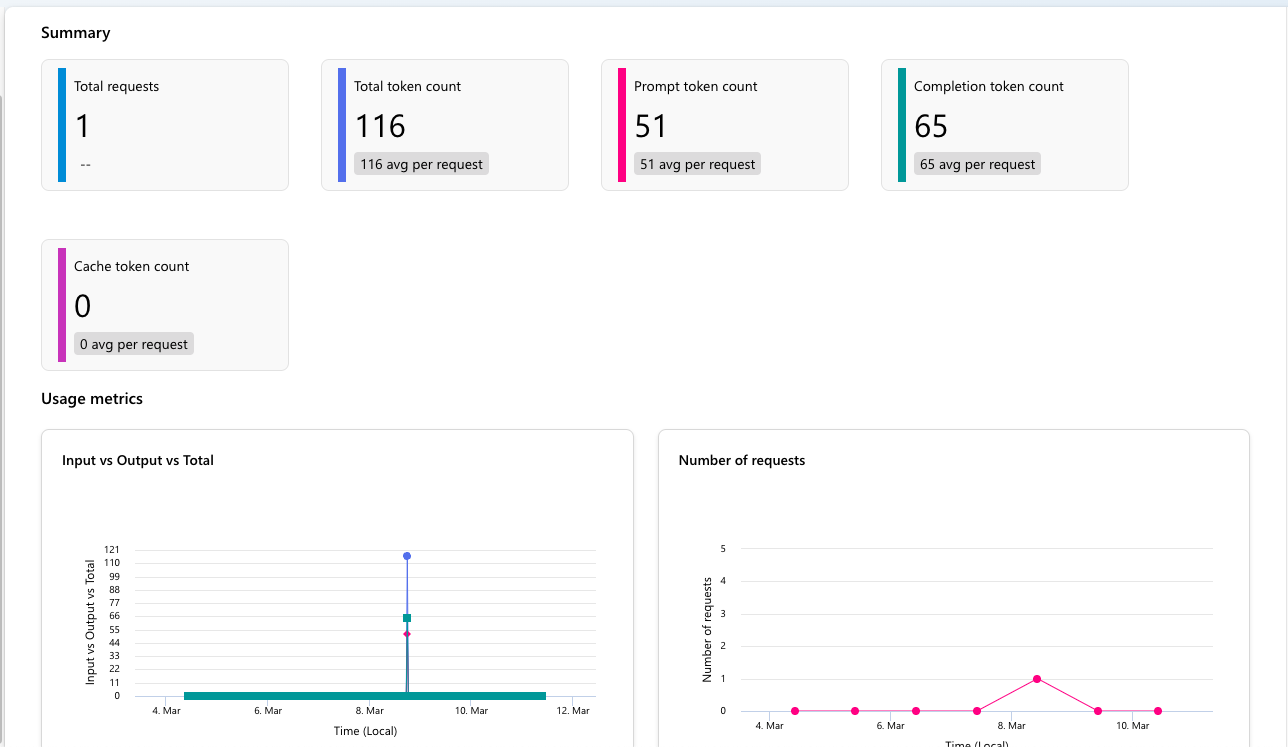 Summary
Total requests
1
--
Total token count
116
116 avg per request
Prompt token count
51
51 avg per request
Completion token count
65
65 avg per request
Cache token count
0
0 avg per request
Usage metrics
Input vs Output vs Total
Input vs Output vs Total
121
110
99
88
77
66
55
44
33
22
11
0
4. Mar
6. Mar
8. Mar
10. Mar
12. Mar
Time (Local)
Number of requests
Number of requests
5
4
3
2
1
0
4. Mar
6. Mar
8. Mar
10. Mar
Time (Local)